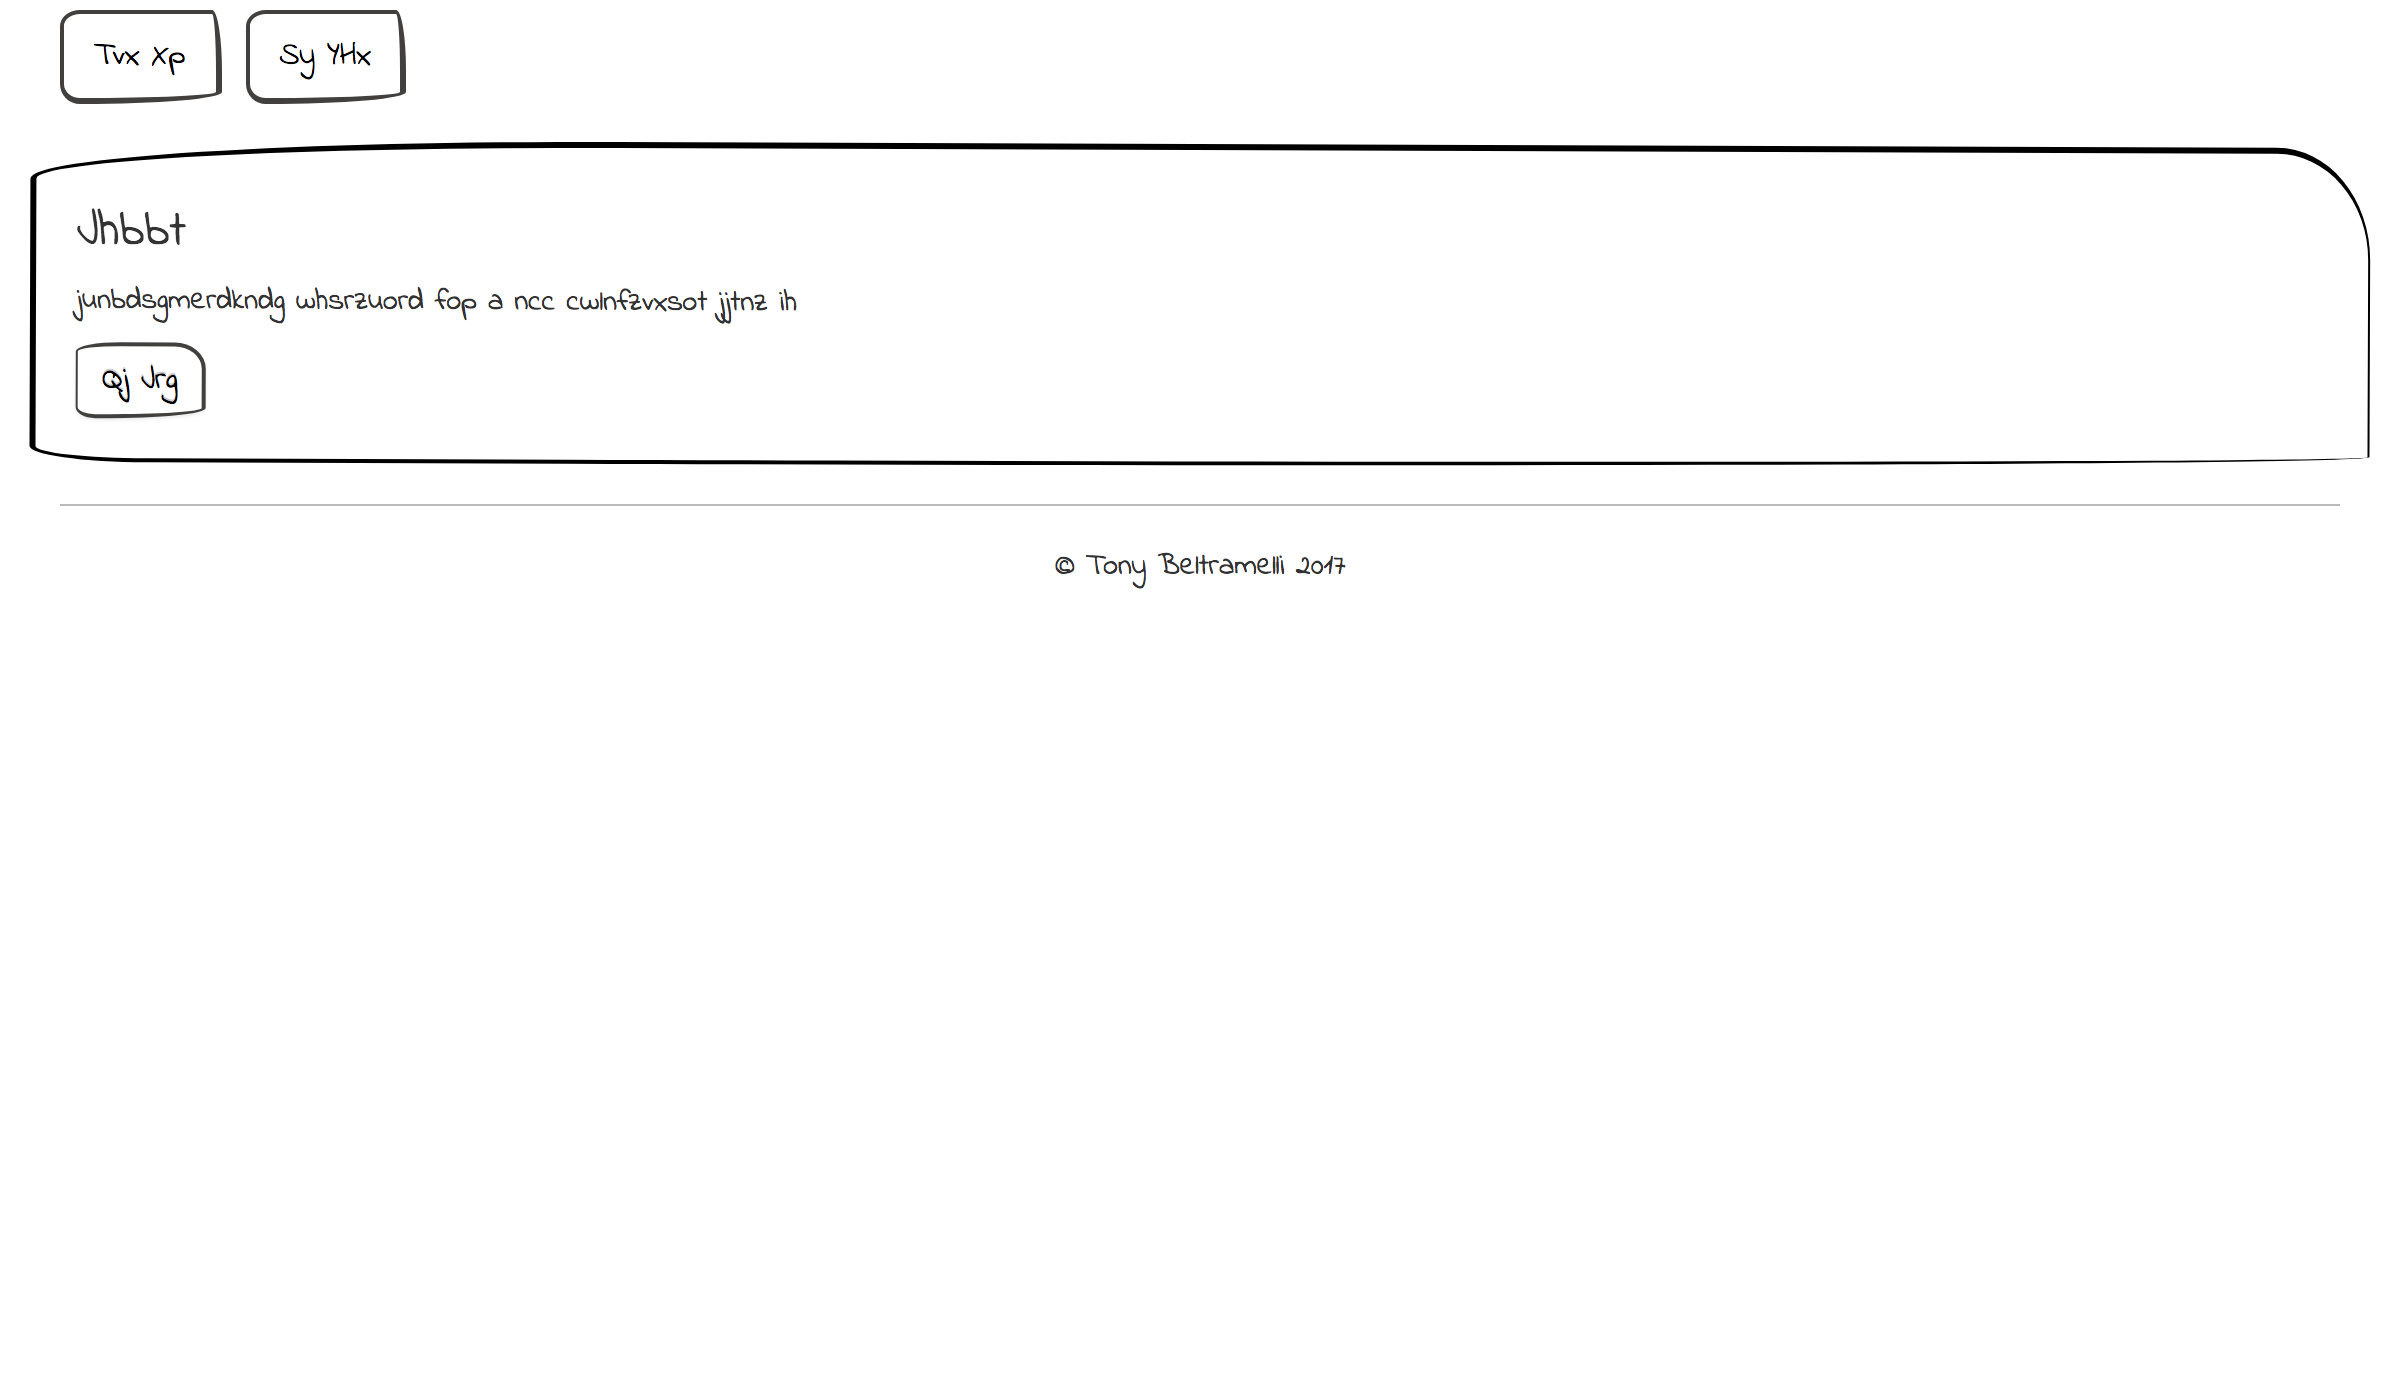 Tvx Xp
Sy YHx
Jhbbt
junbdsgmerdkndg whsrzuord fop a ncc cwlnfzvxsot jjtnz ih
Qj Jrg
© Tony Beltramelli 2017